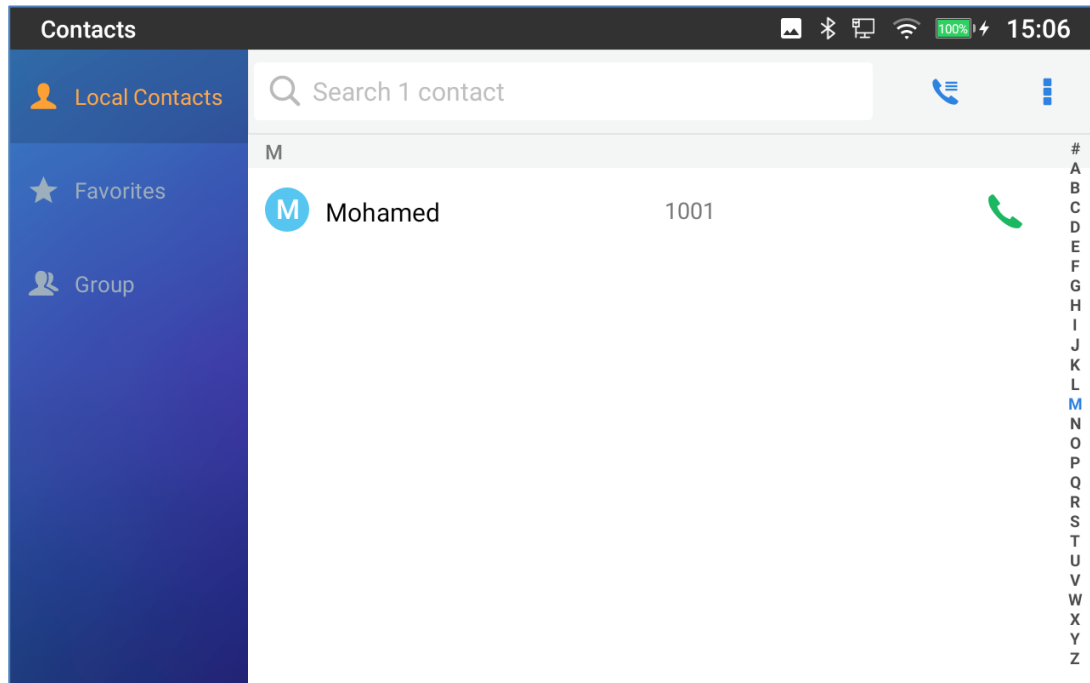 Contacts
100%
15:06
Local Contacts
Search 1 contact
Favorites
Group
M
M Mohamed 1001
#
A
B
C
D
E
F
G
H
I
J
K
L
M
N
O
P
Q
R
S
T
U
V
W
X
Y
Z